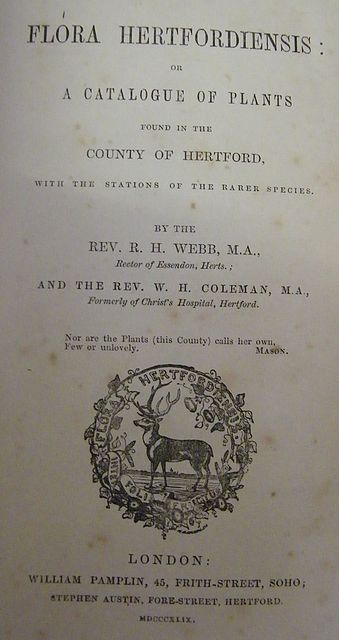 FLORA HERTFORDIENSIS:
OR
A CATALOGUE OF PLANTS
FOUND IN THE
COUNTY OF HERTFORD,
WITH THE STATIONS OF THE RARER SPECIES.
BY THE
REV. R. H. WEBB, M.A.,
Rector of Essendon, Herts.;
AND THE REV. W. H. COLEMAN, M.A.,
Formerly of Christ's Hospital, Hertford.
Nor are the Plants (this County) calls her own,
Few or unlovely. MASON.
FLORA HERTFORDIENSIS
LONDON:
WILLIAM PAMPLIN, 45, FRITH-STREET, SOHO;
STEPHEN AUSTIN, FORE-STREET, HERTFORD.
MDCCCXLIX.